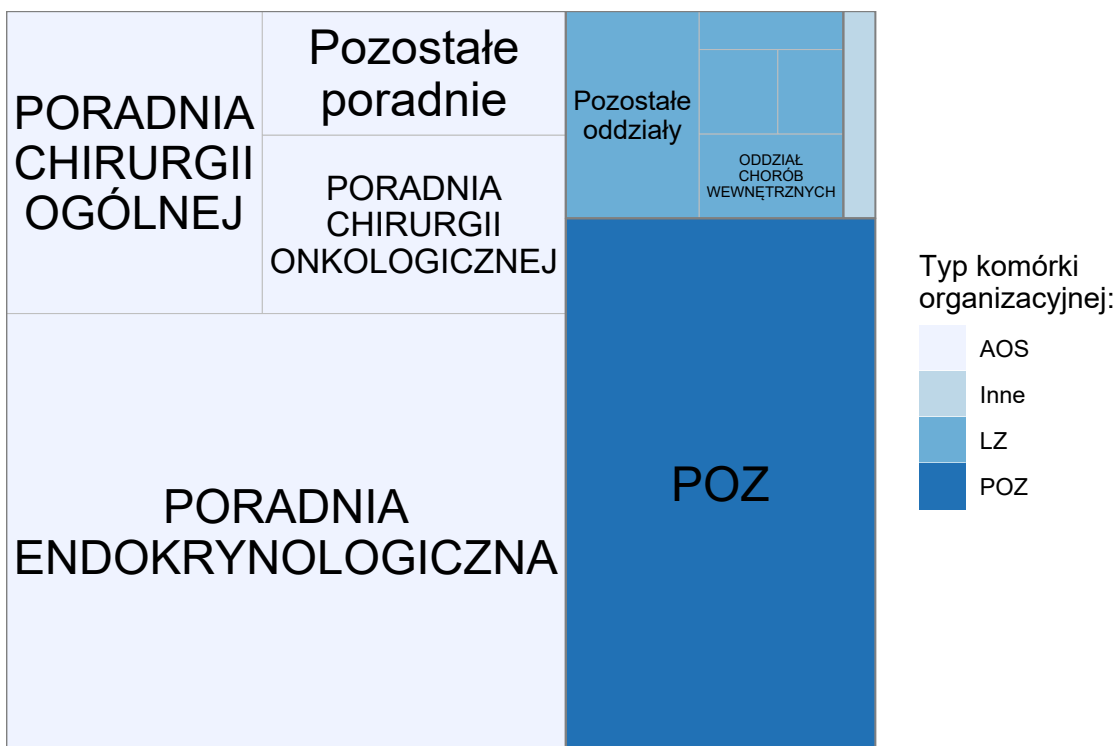 PORADNIA
CHIRURGII
OGÓLNEJ
Pozostałe
poradnie
PORADNIA
CHIRURGII
ONKOLOGICZNEJ
PORADNIA
ENDOKRYNOLOGICZNA
Pozostałe
oddziały
ODDZIAŁ
CHORÓB
WEWNĘTRZNYCH
POZ
Typ komórki
organizacyjnej:
AOS
Inne
LZ
POZ